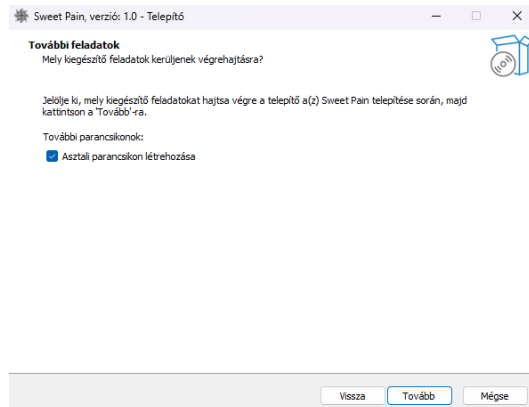 Sweet Pain, verzió: 1.0 - Telepítő
További feladatok
Mely kiegészítő feladatok kerüljenek végrehajtásra?
Jelölje ki, mely kiegészítő feladatokat hajtsa végre a telepítő a(z) Sweet Pain telepítése során, majd
kattintson a 'Tovább'-ra.
További parancsikonok:
Asztali parancsikon létrehozása
Vissza Tovább Mégse